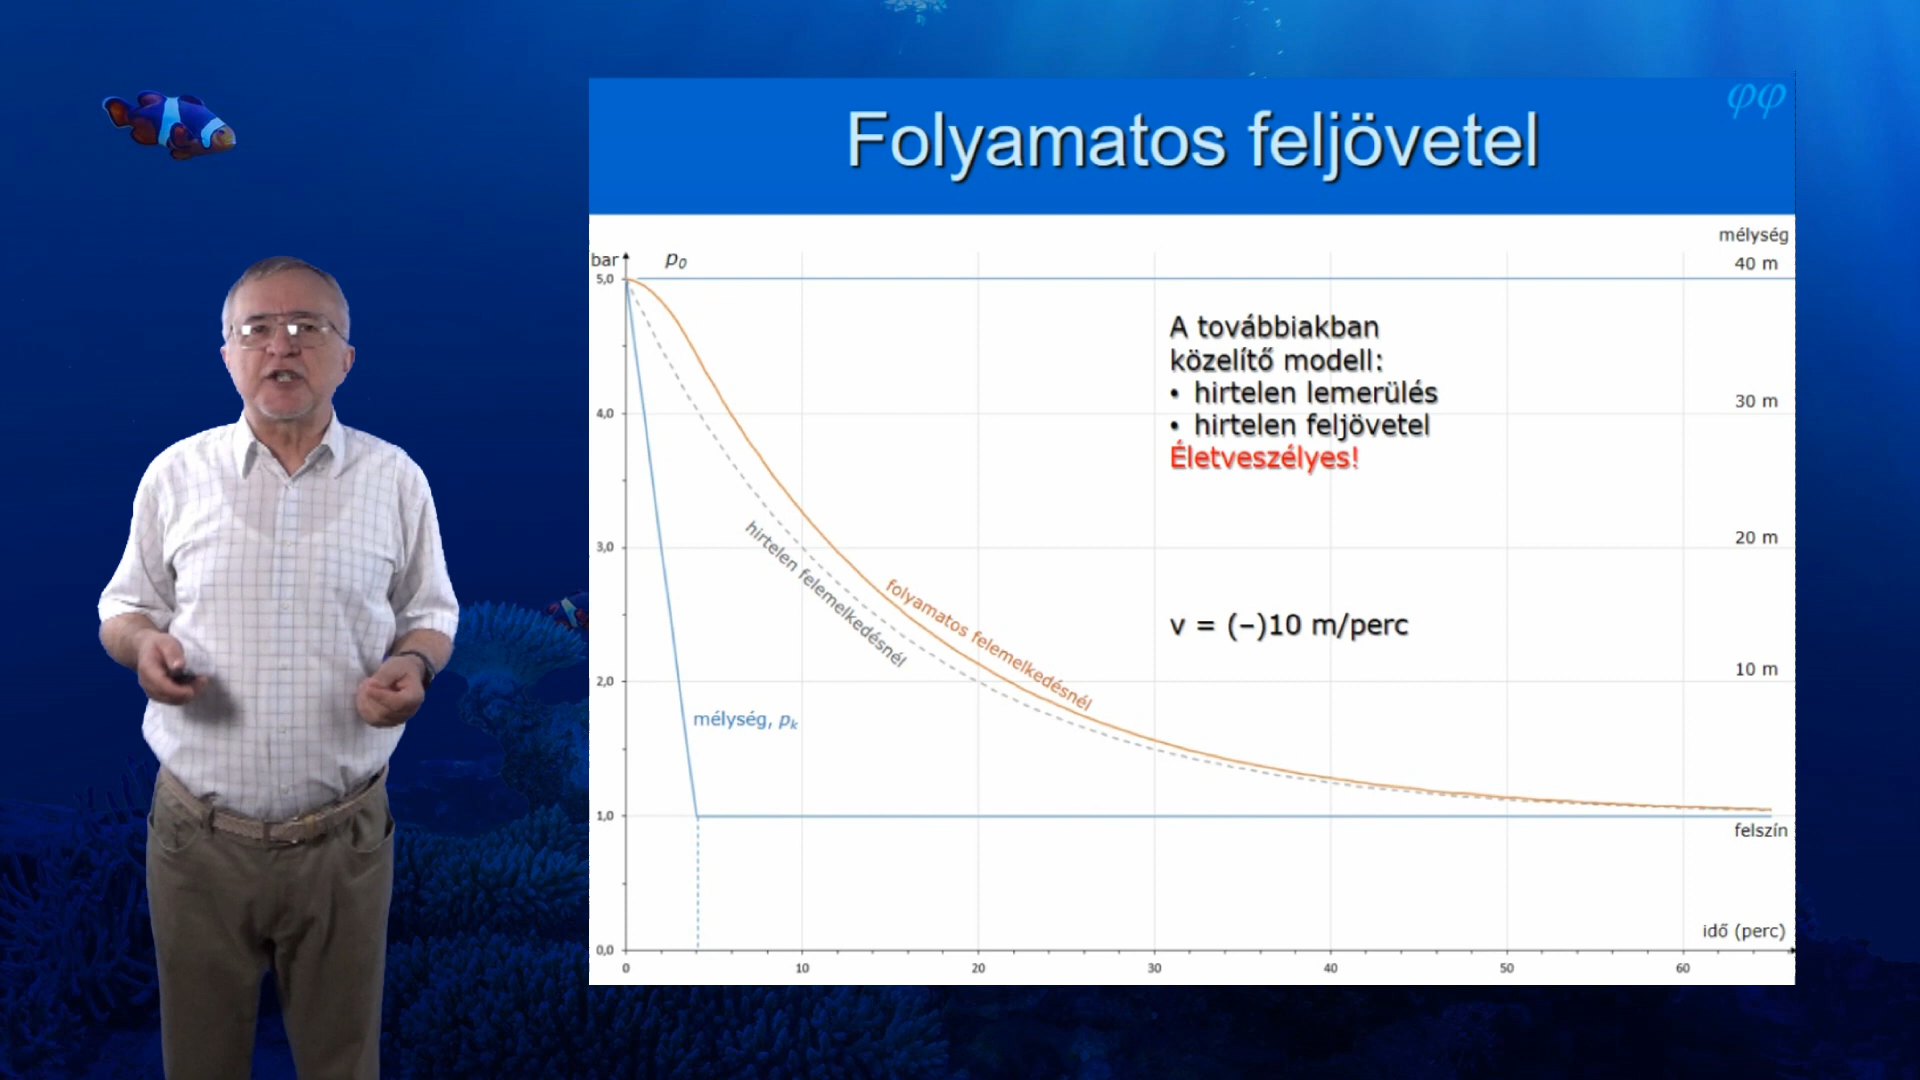 φφ
Folyamatos feljövetel
mélység
40 m
bar
p₀
5,0
A továbbiakban
közelítő modell:
• hirtelen lemerülés
• hirtelen feljövetel
Életveszélyes!
4,0
30 m
3,0
20 m
hirtelen felemelkedésnél
folyamatos felemelkedésnél
v = (–)10 m/perc
2,0
10 m
mélység, pₖ
1,0
felszín
idő (perc)
0,0
0 10 20 30 40 50 60